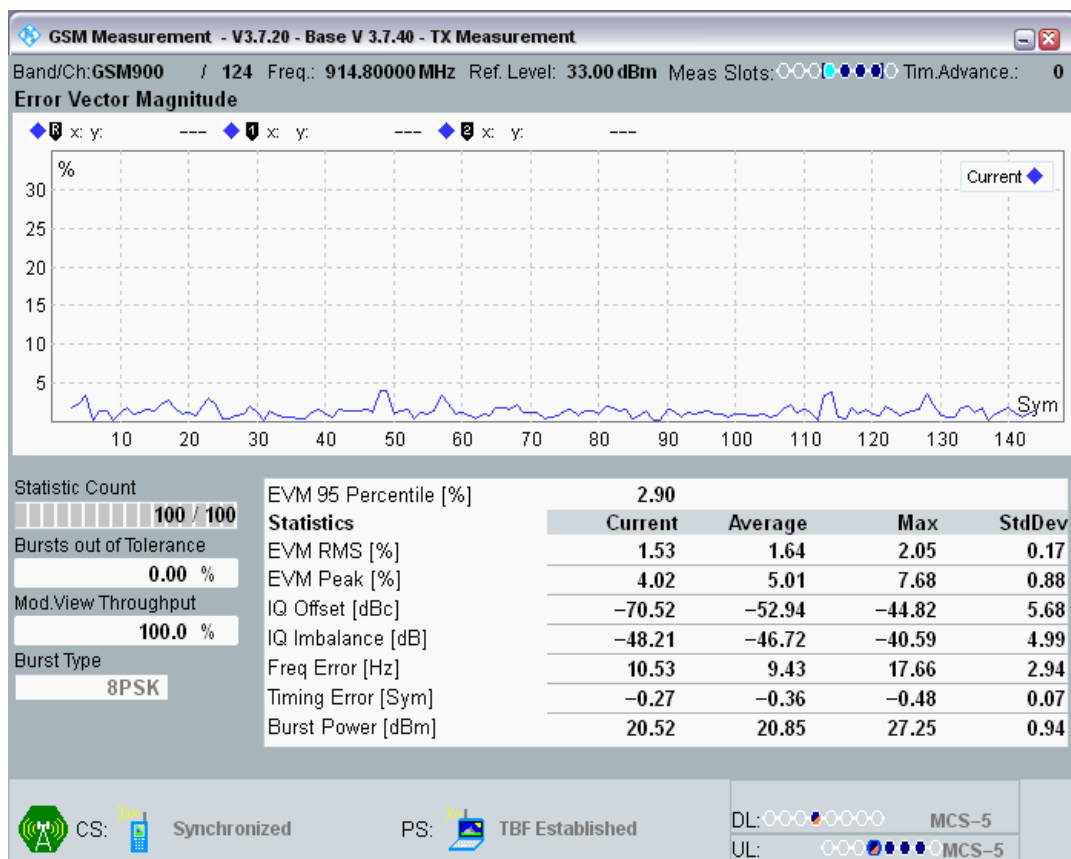 GSM Measurement - V3.7.20 - Base V 3.7.40 - TX Measurement
Band/Ch:GSM900 / 124 Freq.: 914.80000 MHz Ref. Level: 33.00 dBm Meas Slots: Tim.Advance.: 0
Error Vector Magnitude
R x: y: --- 1 x: y: --- 2 x: y: ---
%
Current
30
25
20
15
10
5
Sym
10 20 30 40 50 60 70 80 90 100 110 120 130 140
Statistic Count
100 / 100
Bursts out of Tolerance
0.00 %
Mod.View Throughput
100.0 %
Burst Type
8PSK
EVM 95 Percentile [%] 2.90
Statistics Current Average Max StdDev
EVM RMS [%] 1.53 1.64 2.05 0.17
EVM Peak [%] 4.02 5.01 7.68 0.88
IQ Offset [dBc] −70.52 −52.94 −44.82 5.68
IQ Imbalance [dB] −48.21 −46.72 −40.59 4.99
Freq Error [Hz] 10.53 9.43 17.66 2.94
Timing Error [Sym] −0.27 −0.36 −0.48 0.07
Burst Power [dBm] 20.52 20.85 27.25 0.94
CS: Synchronized PS: TBF Established
DL: MCS−5
UL: MCS−5